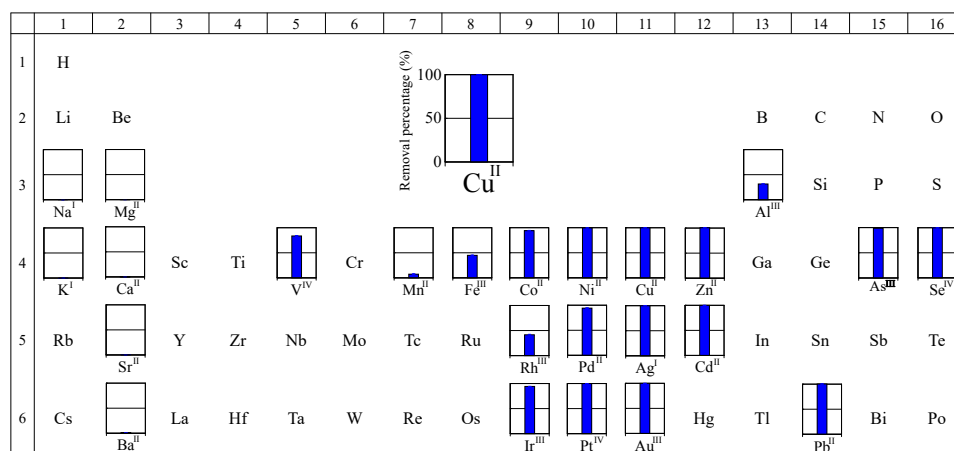 1 2 3 4 5 6 7 8 9 10 11 12 13 14 15 16
1 H
Removal percentage (%)
100
50
0
Cu^II
2 Li Be B C N O
3 Na^I Mg^II Al^III Si P S
4 K^I Ca^II Sc Ti V^IV Cr Mn^II Fe^III Co^II Ni^II Cu^II Zn^II Ga Ge As^III Se^IV
5 Rb Sr^II Y Zr Nb Mo Tc Ru Rh^III Pd^II Ag^I Cd^II In Sn Sb Te
6 Cs Ba^II La Hf Ta W Re Os Ir^III Pt^IV Au^III Hg Tl Pb^II Bi Po